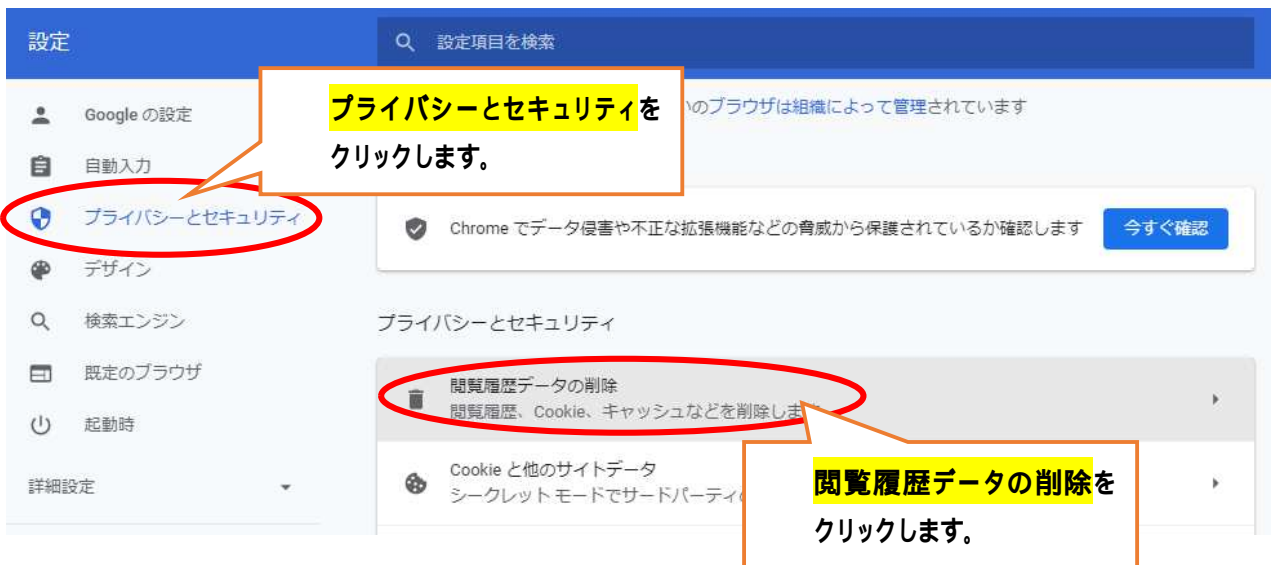 設定
設定項目を検索
Google の設定
自動入力
プライバシーとセキュリティ
デザイン
検索エンジン
既定のブラウザ
起動時
詳細設定
プライバシーとセキュリティを
クリックします。
のブラウザは組織によって管理されています
Chrome でデータ侵害や不正な拡張機能などの脅威から保護されているか確認します
今すぐ確認
プライバシーとセキュリティ
閲覧履歴データの削除
閲覧履歴、Cookie、キャッシュなどを削除しま
Cookie と他のサイトデータ
シークレット モードでサードパーティ
閲覧履歴データの削除を
クリックします。